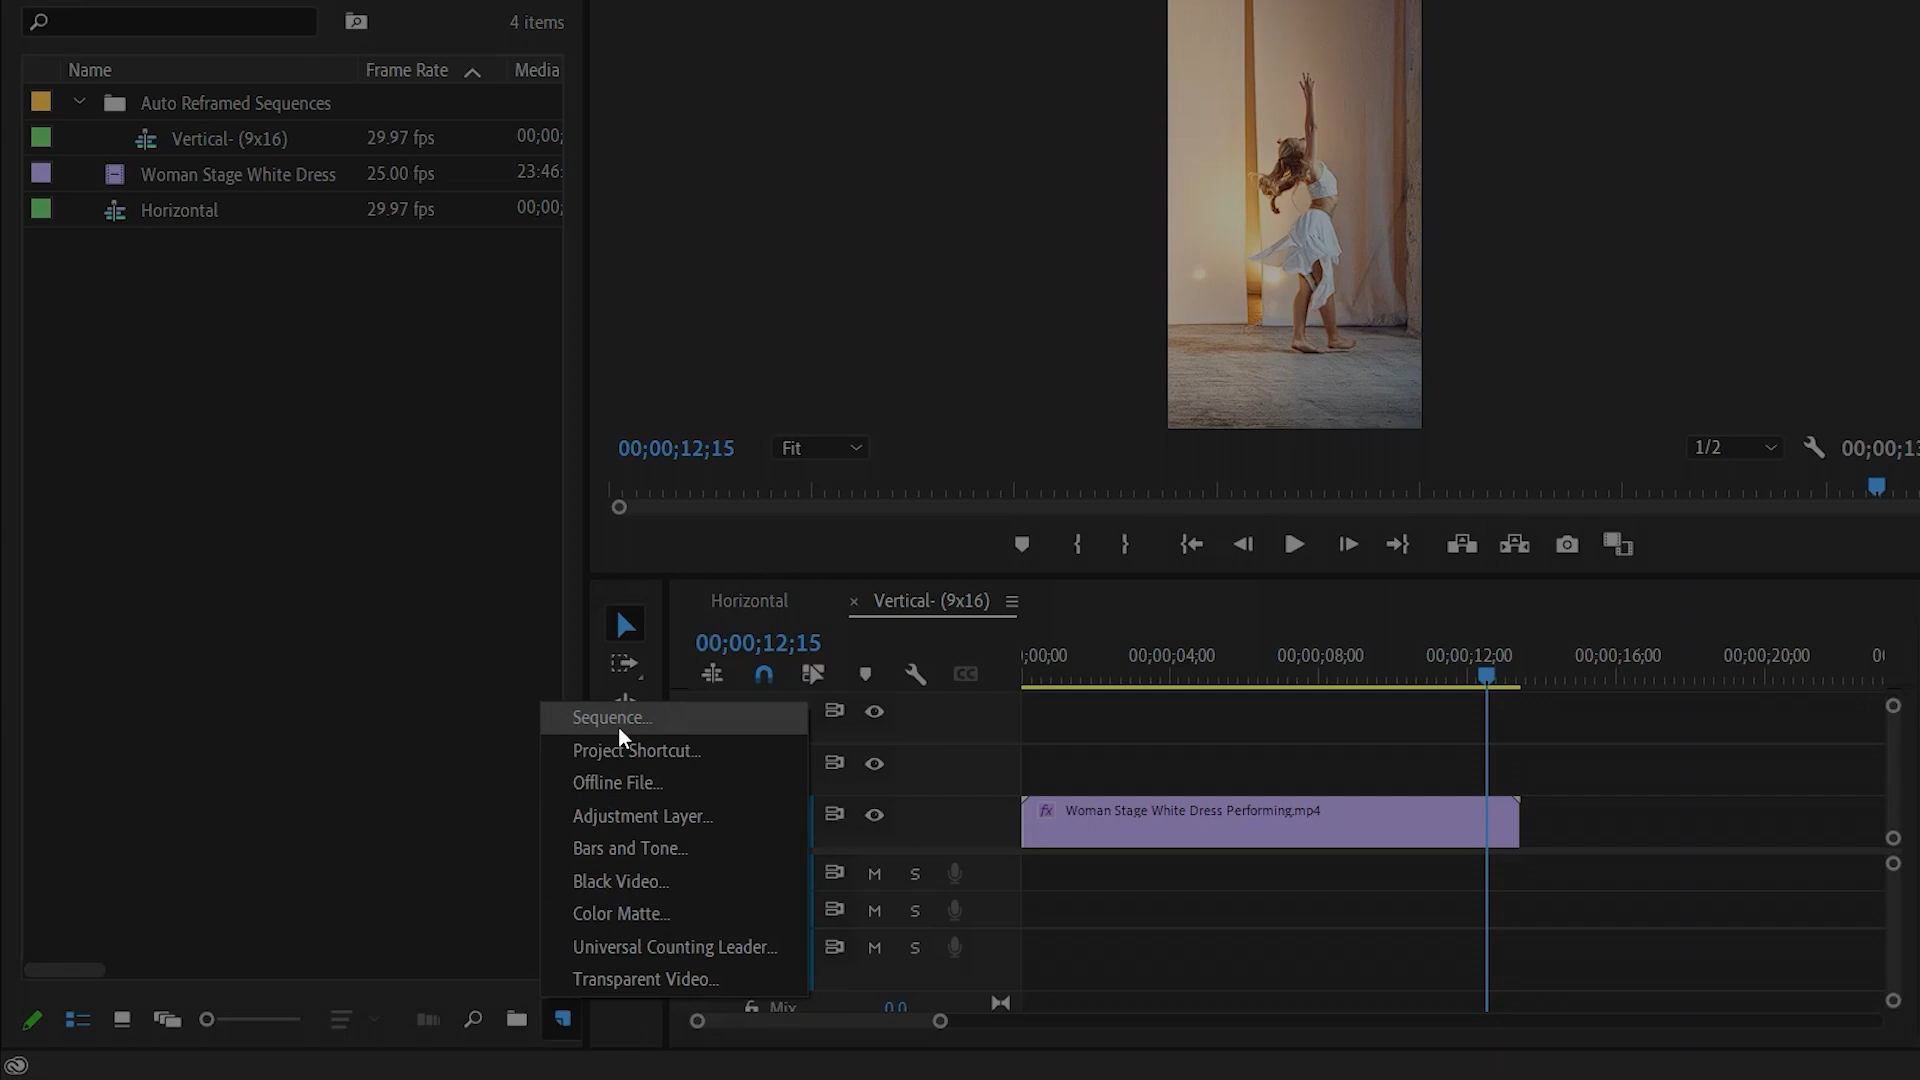 4 items
Name Frame Rate Media
Auto Reframed Sequences
Vertical- (9x16) 29.97 fps 00;00;
Woman Stage White Dress 25.00 fps 23:46:
Horizontal 29.97 fps 00;00;
00;00;12;15 Fit 1/2 00;00;13
Horizontal × Vertical- (9x16)
00;00;12;15
;00;00 00;00;04;00 00;00;08;00 00;00;12;00 00;00;16;00 00;00;20;00 00
CC
Sequence...
Project Shortcut...
Offline File...
Adjustment Layer...
Bars and Tone...
Black Video...
Color Matte...
Universal Counting Leader...
Transparent Video...
fx Woman Stage White Dress Performing.mp4
M S
M S
M S
Mix 0.0